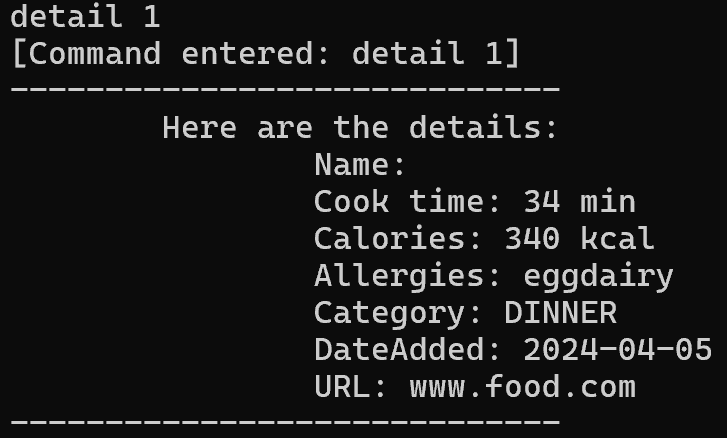 detail 1
[Command entered: detail 1]
-----------------------------
Here are the details:
Name:
Cook time: 34 min
Calories: 340 kcal
Allergies: eggdairy
Category: DINNER
DateAdded: 2024-04-05
URL: www.food.com
-----------------------------